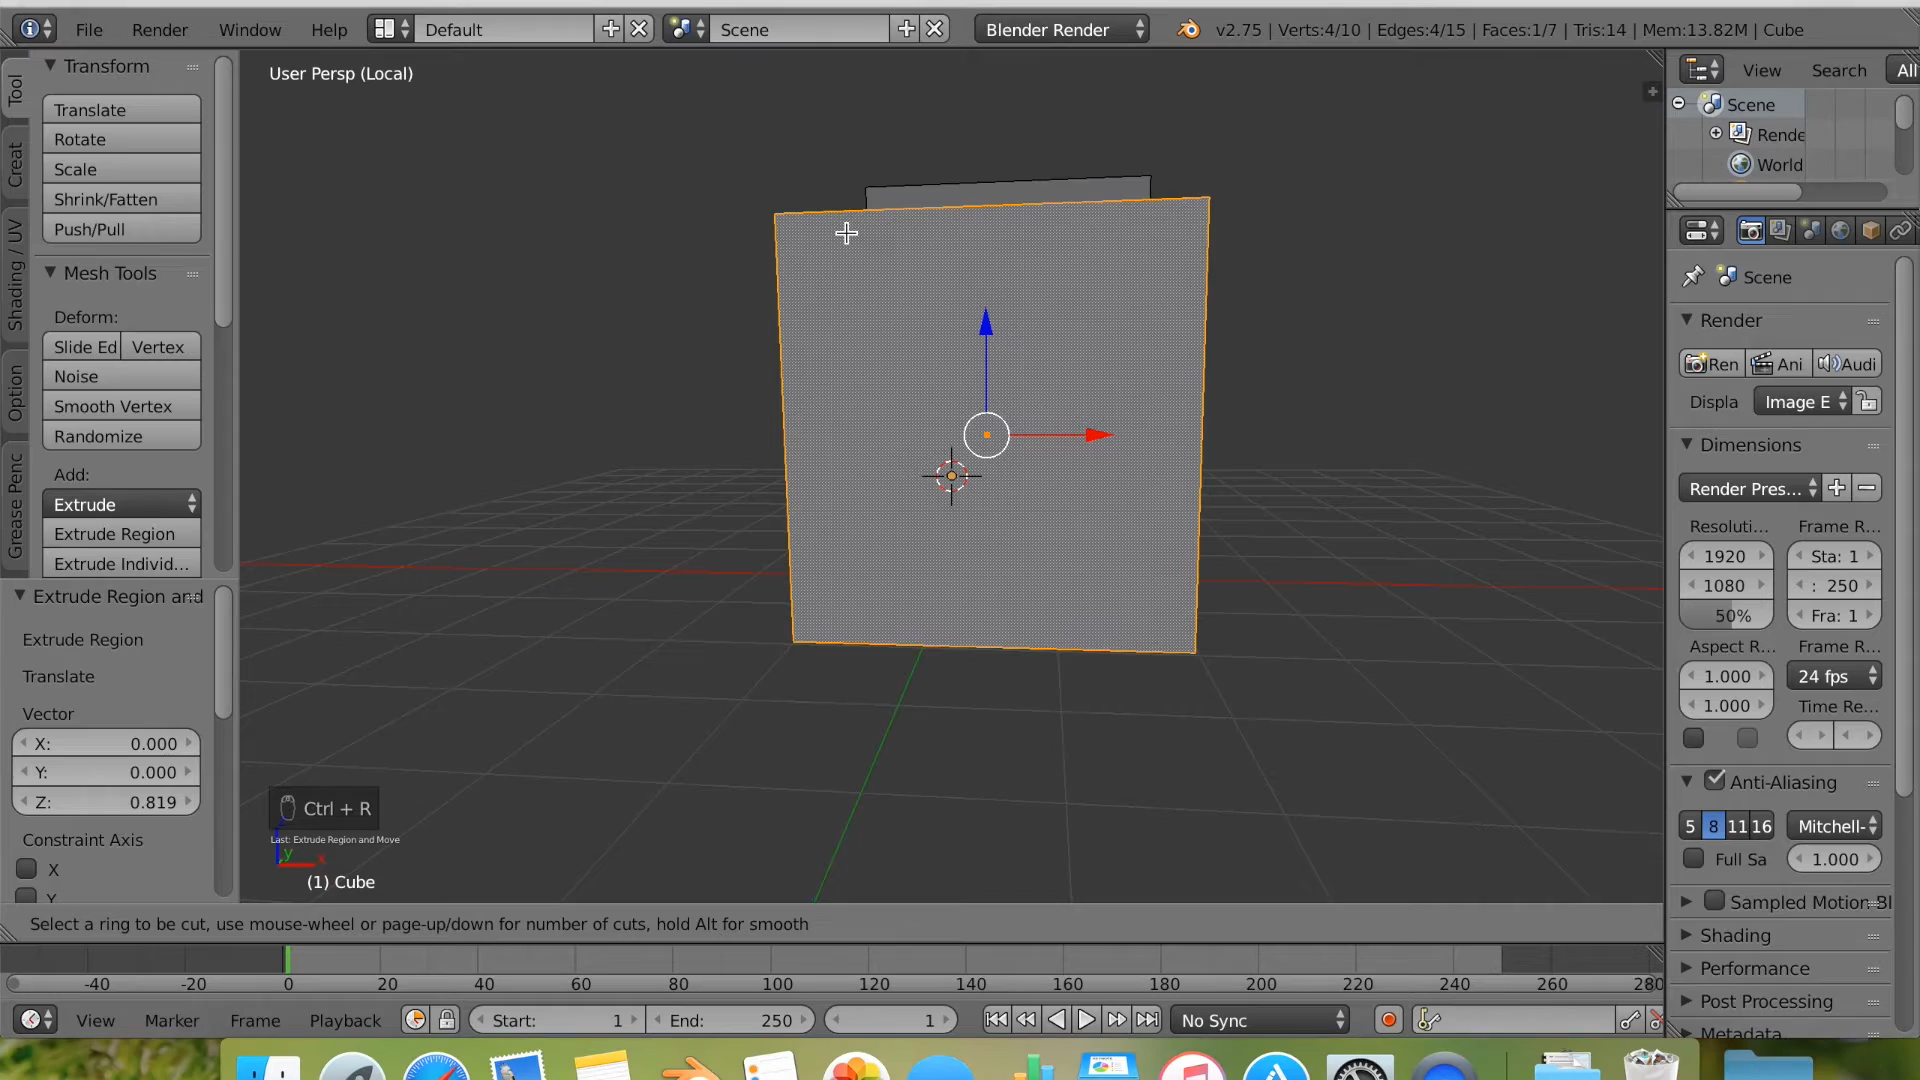 File Render Window Help Default Scene Blender Render v2.75 | Verts:4/10 | Edges:4/15 | Faces:1/7 | Tris:14 | Mem:13.82M | Cube
Transform
User Persp (Local)
View Search All
Tool
Translate
Scene
Rotate
Rende
Creat
Scale
World
Shrink/Fatten
Push/Pull
Shading / UV
Mesh Tools
Scene
Deform:
Render
Slide Ed Vertex
Ren Ani Audi
Noise
Option
Displa Image E
Smooth Vertex
Randomize
Dimensions
Add:
Render Pres...
Grease Penc
Extrude
Resoluti... Frame R...
Extrude Region
1920 Sta: 1
Extrude Individ...
1080 : 250
Extrude Region and
50% Fra: 1
Extrude Region
Aspect R... Frame R...
Translate
1.000 24 fps
Vector
1.000 Time Re...
X: 0.000
Y: 0.000
Z: 0.819
Anti-Aliasing
Ctrl + R
5 8 11 16 Mitchell-
Constraint Axis
Last: Extrude Region and Move
Full Sa 1.000
y
x
X
(1) Cube
Y
Sampled Motion Bl
Select a ring to be cut, use mouse-wheel or page-up/down for number of cuts, hold Alt for smooth
Shading
Performance
-40 -20 0 20 40 60 80 100 120 140 160 180 200 220 240 260 280
Post Processing
View Marker Frame Playback Start: 1 End: 250 1 No Sync
Metadata